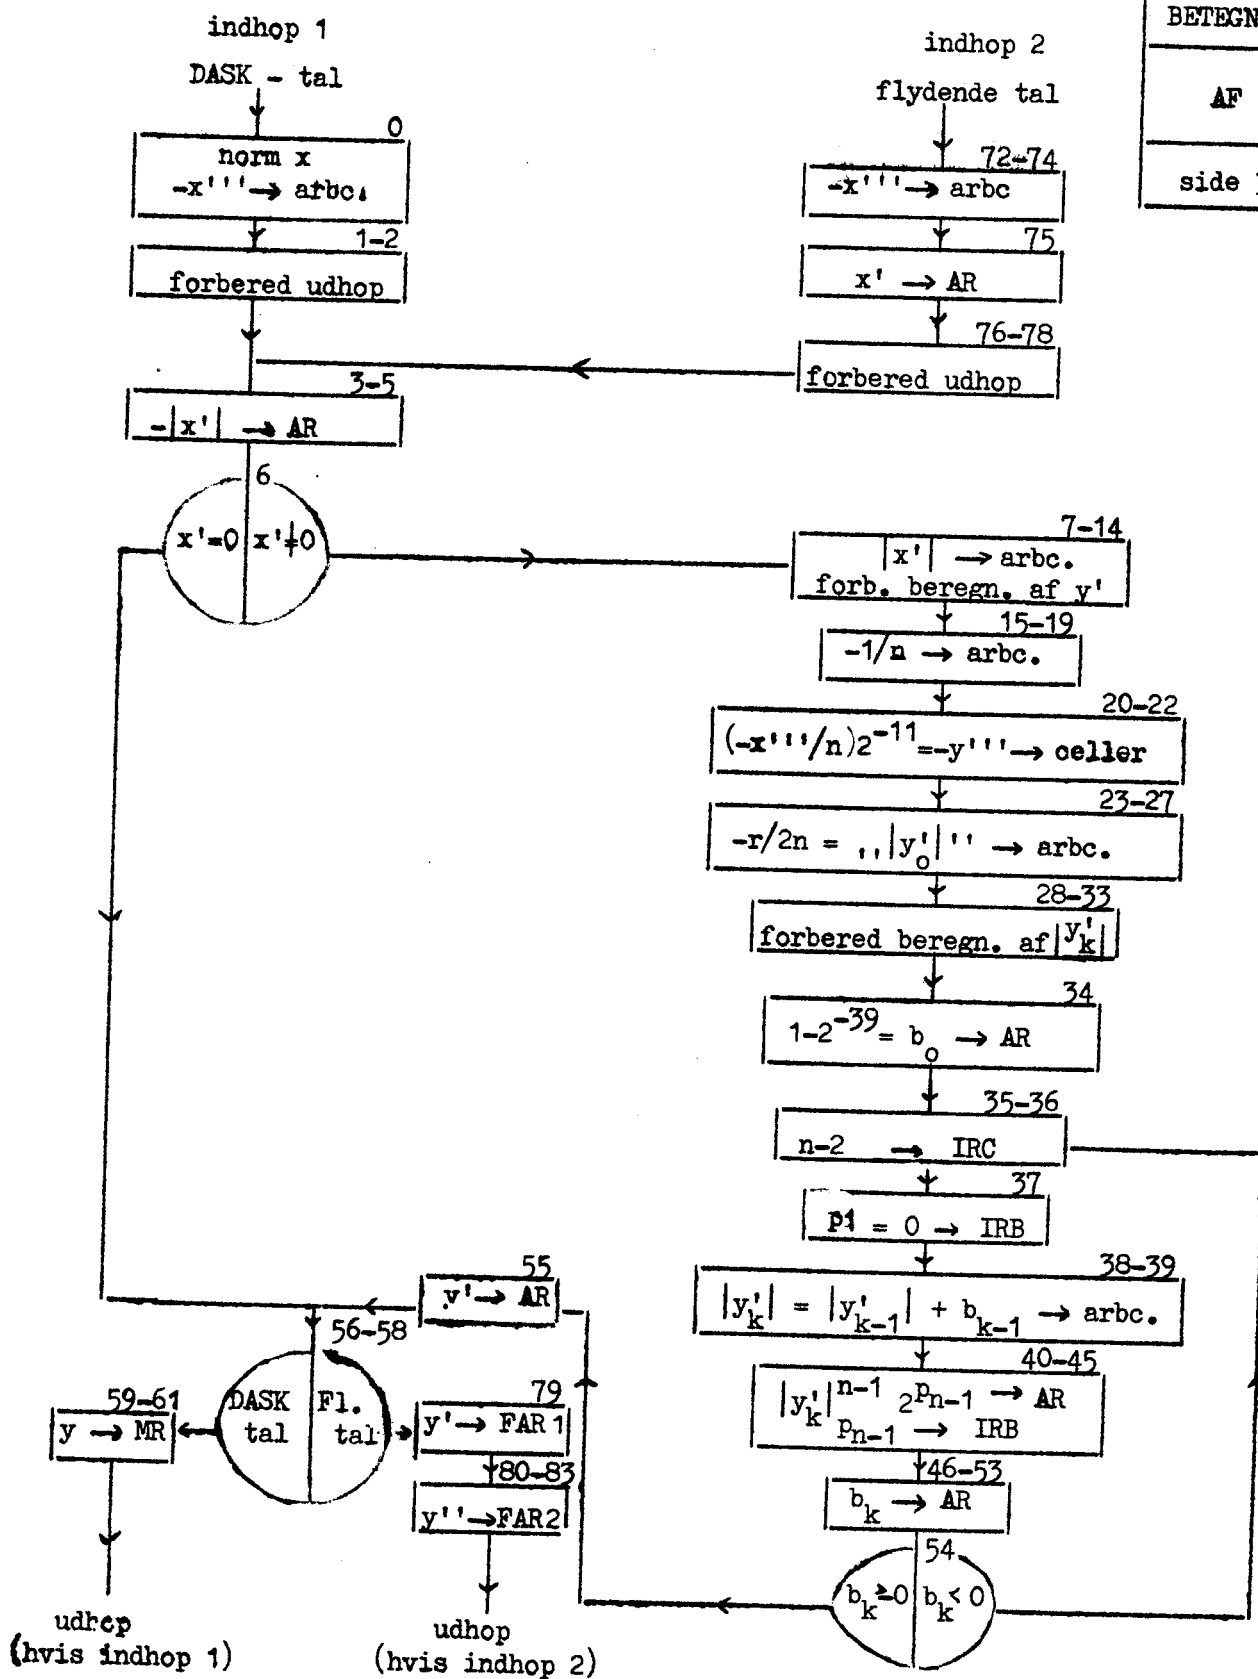 indhop 1
DASK - tal
0
norm x
-x''' → arbc.
1-2
forbered udhop
3-5
-|x'| → AR
6
x'=0 x'≠0
indhop 2
flydende tal
72-74
-x''' → arbc
75
x' → AR
76-78
forbered udhop
BETEGN
AF
side
7-14
|x'| → arbc.
forb. beregn. af y'
15-19
-1/n → arbc.
20-22
(-x'''/n)2^-11 = -y''' → celler
23-27
-r/2n = ,,|y'_o|'' → arbc.
28-33
forbered beregn. af |y'_k|
34
1-2^-39 = b_o → AR
35-36
n-2 → IRC
37
p1 = 0 → IRB
38-39
|y'_k| = |y'_k-1| + b_k-1 → arbc.
40-45
|y'_k|^n-1 2^p_n-1 → AR
p_n-1 → IRB
46-53
b_k → AR
54
b_k ≥ 0 b_k < 0
55
y' → AR
56-58
DASK Fl.
tal tal
59-61
y → MR
79
y' → FAR 1
80-83
y'' → FAR2
udhop
(hvis indhop 1)
udhop
(hvis indhop 2)